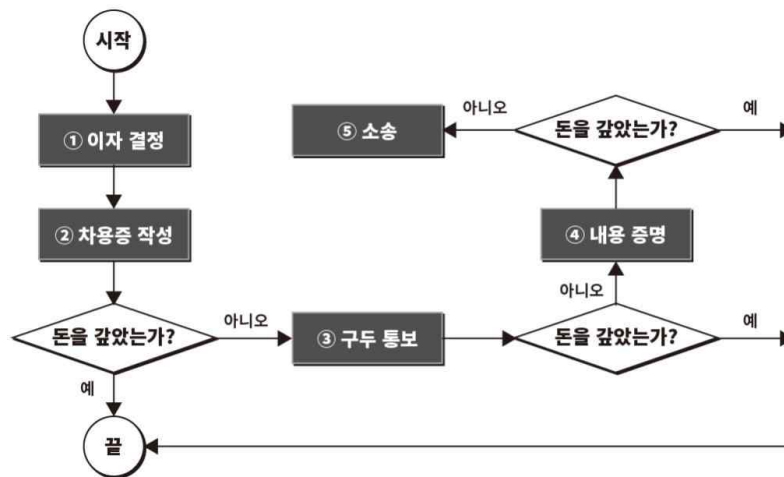 시작
① 이자 결정
② 차용증 작성
돈을 갚았는가?
예
끝
아니오
③ 구두 통보
돈을 갚았는가?
예
아니오
④ 내용 증명
돈을 갚았는가?
예
아니오
⑤ 소송